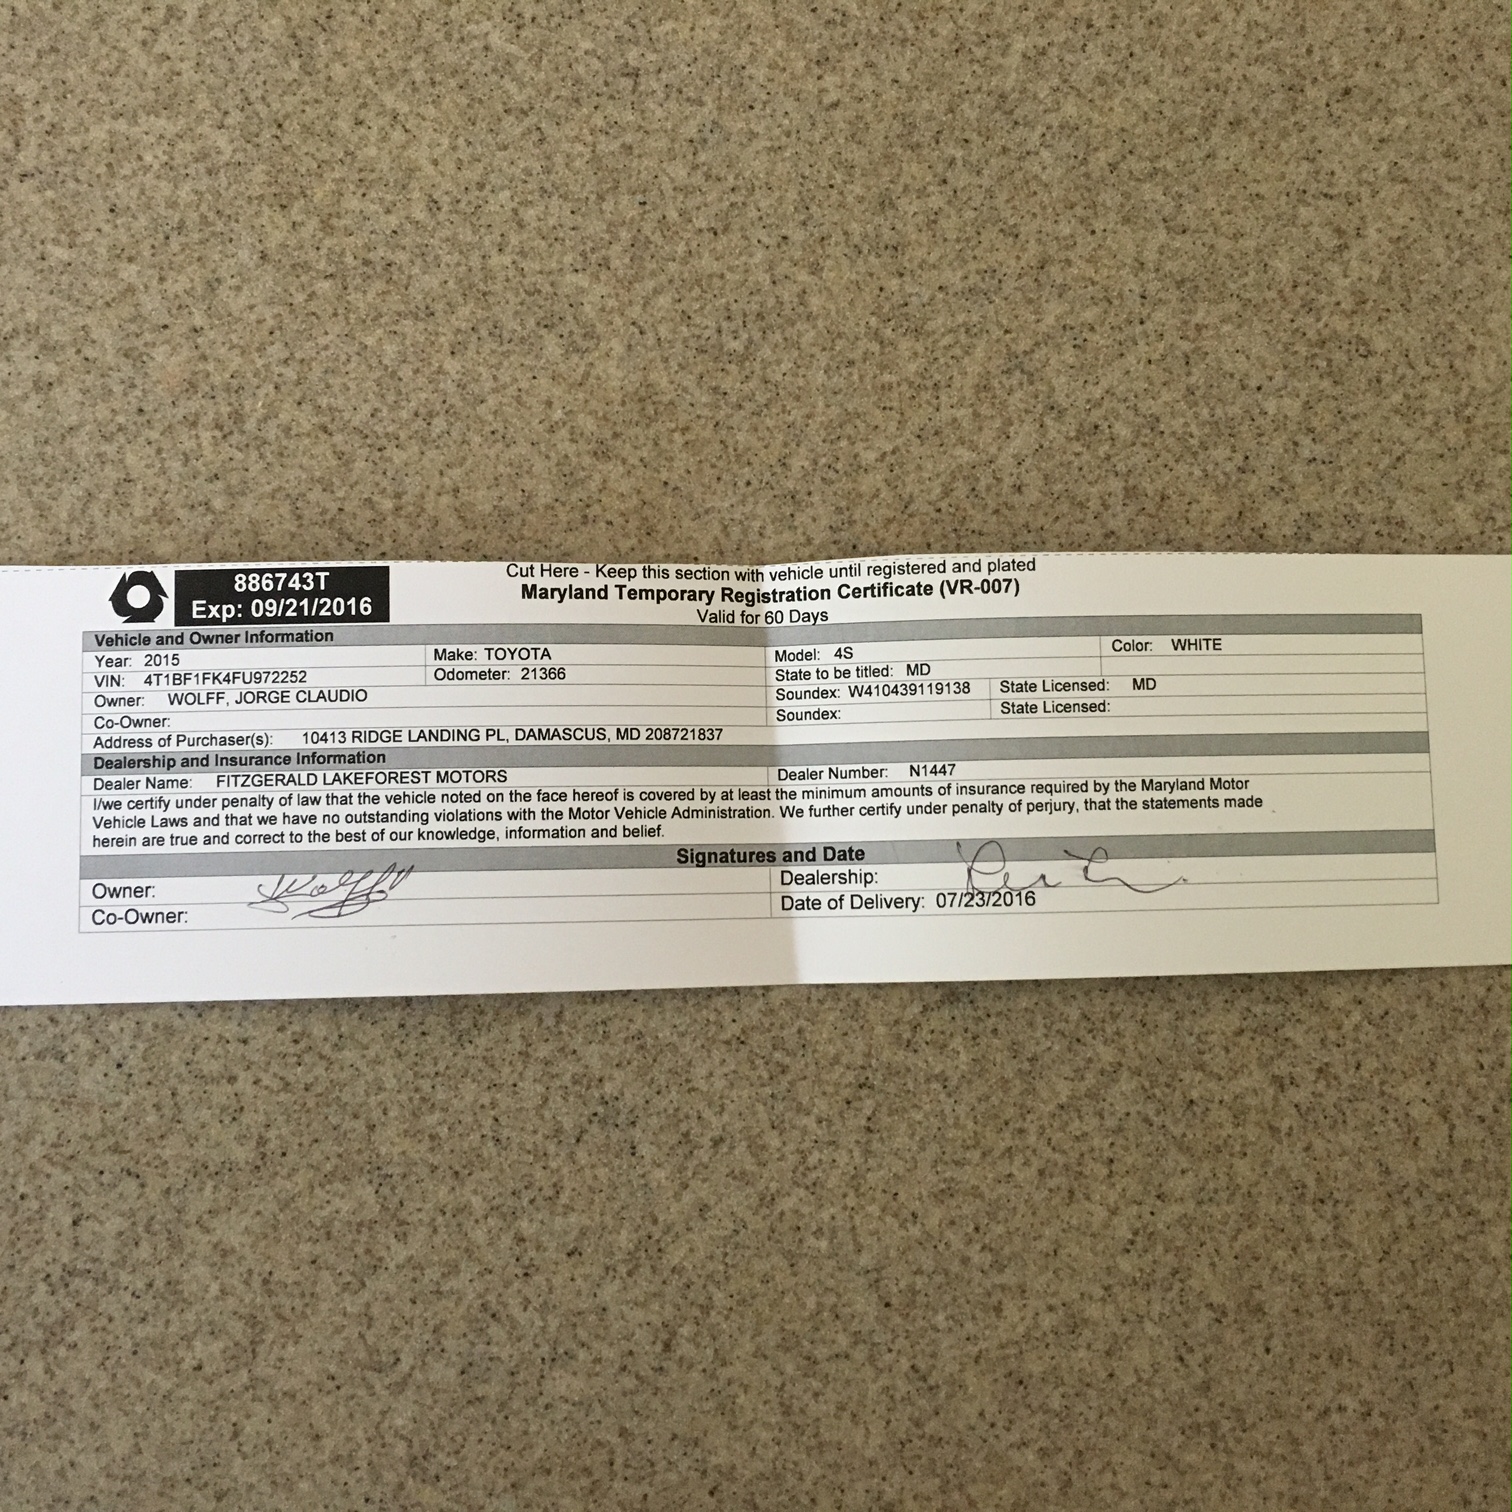 Cut Here - Keep this section with vehicle until registered and plated
886743T
Exp: 09/21/2016
Maryland Temporary Registration Certificate (VR-007)
Valid for 60 Days
Vehicle and Owner Information
Year: 2015 Make: TOYOTA Model: 4S Color: WHITE
VIN: 4T1BF1FK4FU972252 Odometer: 21366 State to be titled: MD
Owner: WOLFF, JORGE CLAUDIO Soundex: W410439119138 State Licensed: MD
Co-Owner: Soundex: State Licensed:
Address of Purchaser(s): 10413 RIDGE LANDING PL, DAMASCUS, MD 208721837
Dealership and Insurance Information
Dealer Name: FITZGERALD LAKEFOREST MOTORS Dealer Number: N1447
I/we certify under penalty of law that the vehicle noted on the face hereof is covered by at least the minimum amounts of insurance required by the Maryland Motor
Vehicle Laws and that we have no outstanding violations with the Motor Vehicle Administration. We further certify under penalty of perjury, that the statements made
herein are true and correct to the best of our knowledge, information and belief.
Signatures and Date
Owner: Dealership:
Co-Owner: Date of Delivery: 07/23/2016